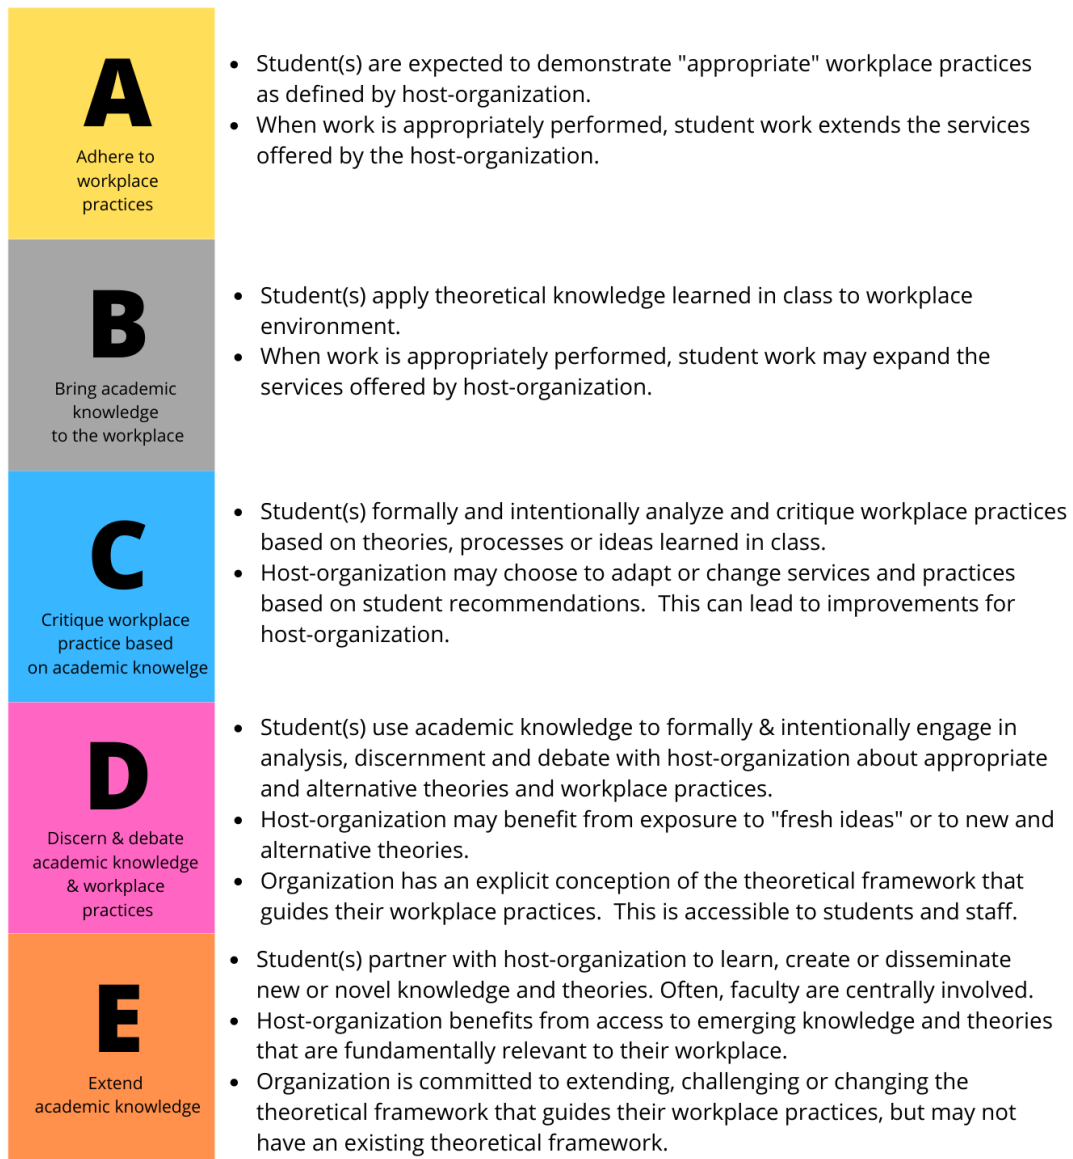 A
Adhere to
workplace
practices
• Student(s) are expected to demonstrate "appropriate" workplace practices
as defined by host-organization.
• When work is appropriately performed, student work extends the services
offered by the host-organization.
B
Bring academic
knowledge
to the workplace
• Student(s) apply theoretical knowledge learned in class to workplace
environment.
• When work is appropriately performed, student work may expand the
services offered by host-organization.
C
Critique workplace
practice based
on academic knowelge
• Student(s) formally and intentionally analyze and critique workplace practices
based on theories, processes or ideas learned in class.
• Host-organization may choose to adapt or change services and practices
based on student recommendations.  This can lead to improvements for
host-organization.
D
Discern & debate
academic knowledge
& workplace
practices
• Student(s) use academic knowledge to formally & intentionally engage in
analysis, discernment and debate with host-organization about appropriate
and alternative theories and workplace practices.
• Host-organization may benefit from exposure to "fresh ideas" or to new and
alternative theories.
• Organization has an explicit conception of the theoretical framework that
guides their workplace practices.  This is accessible to students and staff.
E
Extend
academic knowledge
• Student(s) partner with host-organization to learn, create or disseminate
new or novel knowledge and theories. Often, faculty are centrally involved.
• Host-organization benefits from access to emerging knowledge and theories
that are fundamentally relevant to their workplace.
• Organization is committed to extending, challenging or changing the
theoretical framework that guides their workplace practices, but may not
have an existing theoretical framework.